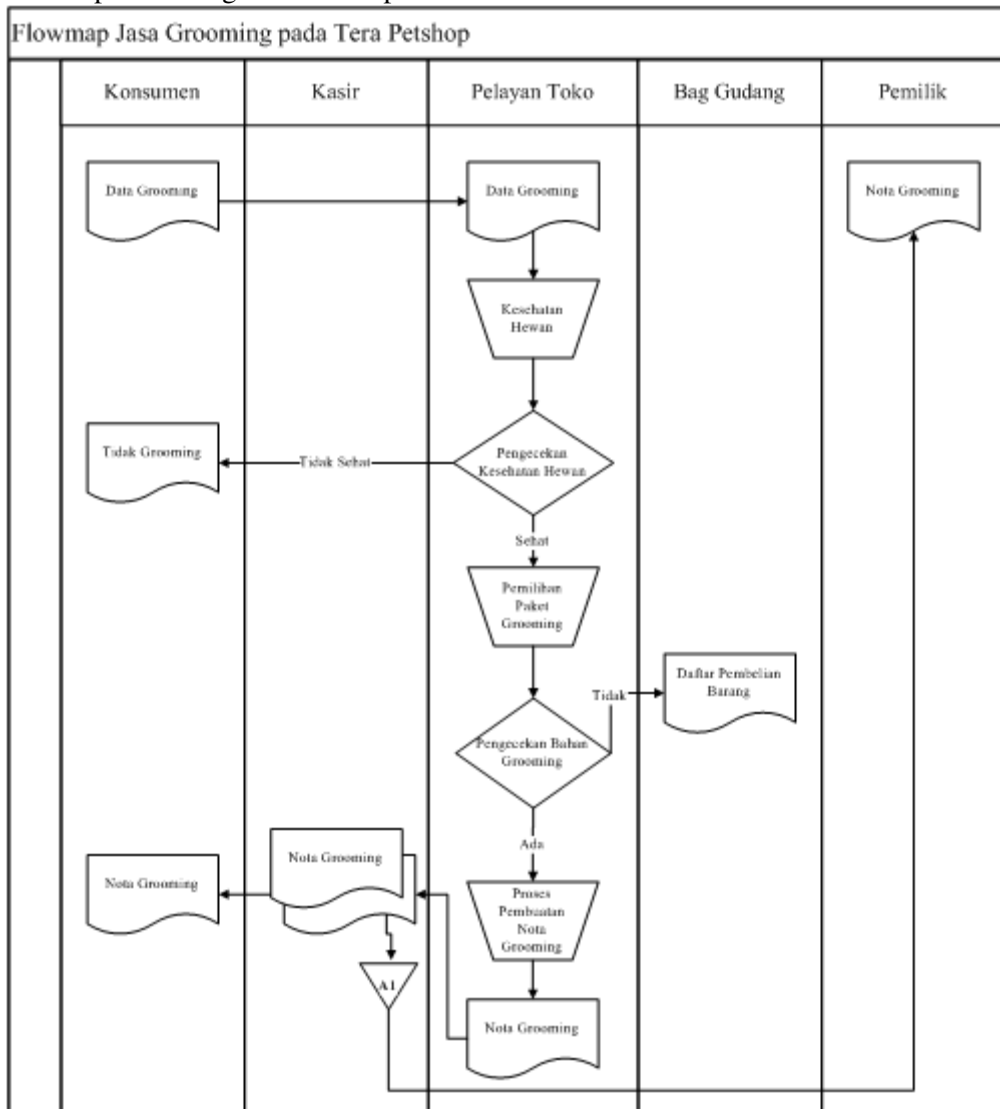 Flowmap Jasa Grooming pada Tera Petshop
Konsumen
Kasir
Pelayan Toko
Bag Gudang
Pemilik
Data Grooming
Data Grooming
Nota Grooming
Kesehatan
Hewan
Tidak Grooming
Tidak Sehat
Pengecekan
Kesehatan Hewan
Sehat
Pemilihan
Paket
Grooming
Tidak
Daftar Pembelian
Barang
Pengecekan Bahan
Grooming
Ada
Nota Grooming
Nota Grooming
Proses
Pembuatan
Nota
Grooming
A1
Nota Grooming